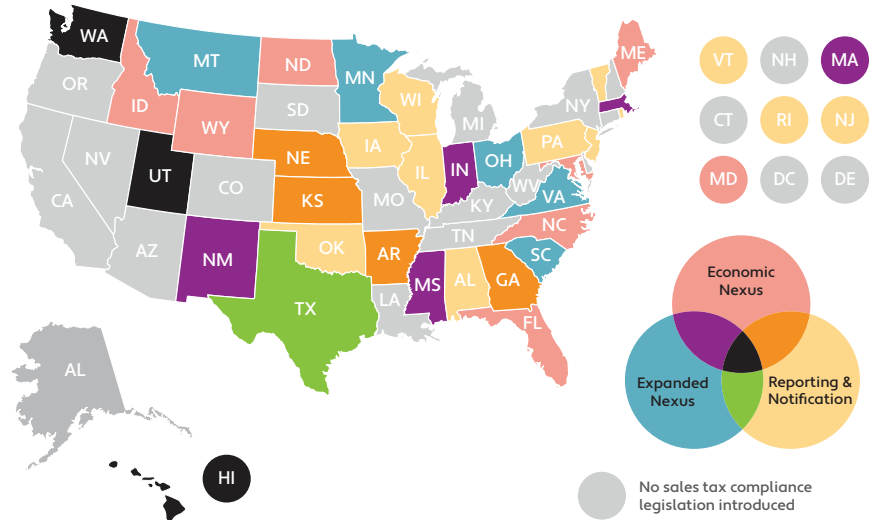 WA
MT
ND
MN
ME
VT
NH
MA
OR
ID
SD
WI
MI
NY
WY
CT
RI
NJ
NE
IA
PA
NV
UT
CO
IL
IN
OH
WV
VA
MD
DC
DE
CA
KS
MO
KY
NC
AZ
NM
OK
AR
TN
SC
MS
AL
GA
TX
LA
FL
Economic
Nexus
Expanded
Nexus
Reporting &
Notification
AL
HI
No sales tax compliance
legislation introduced